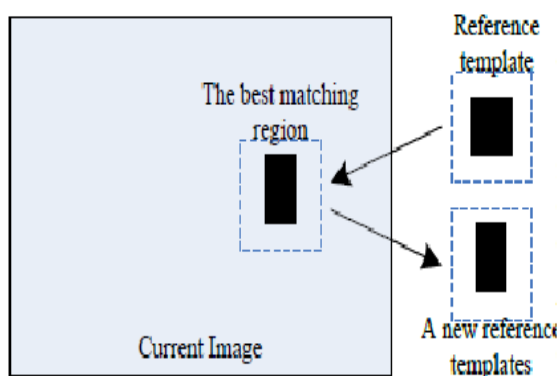 Reference
template
The best matching
region
Current Image
A new reference
templates